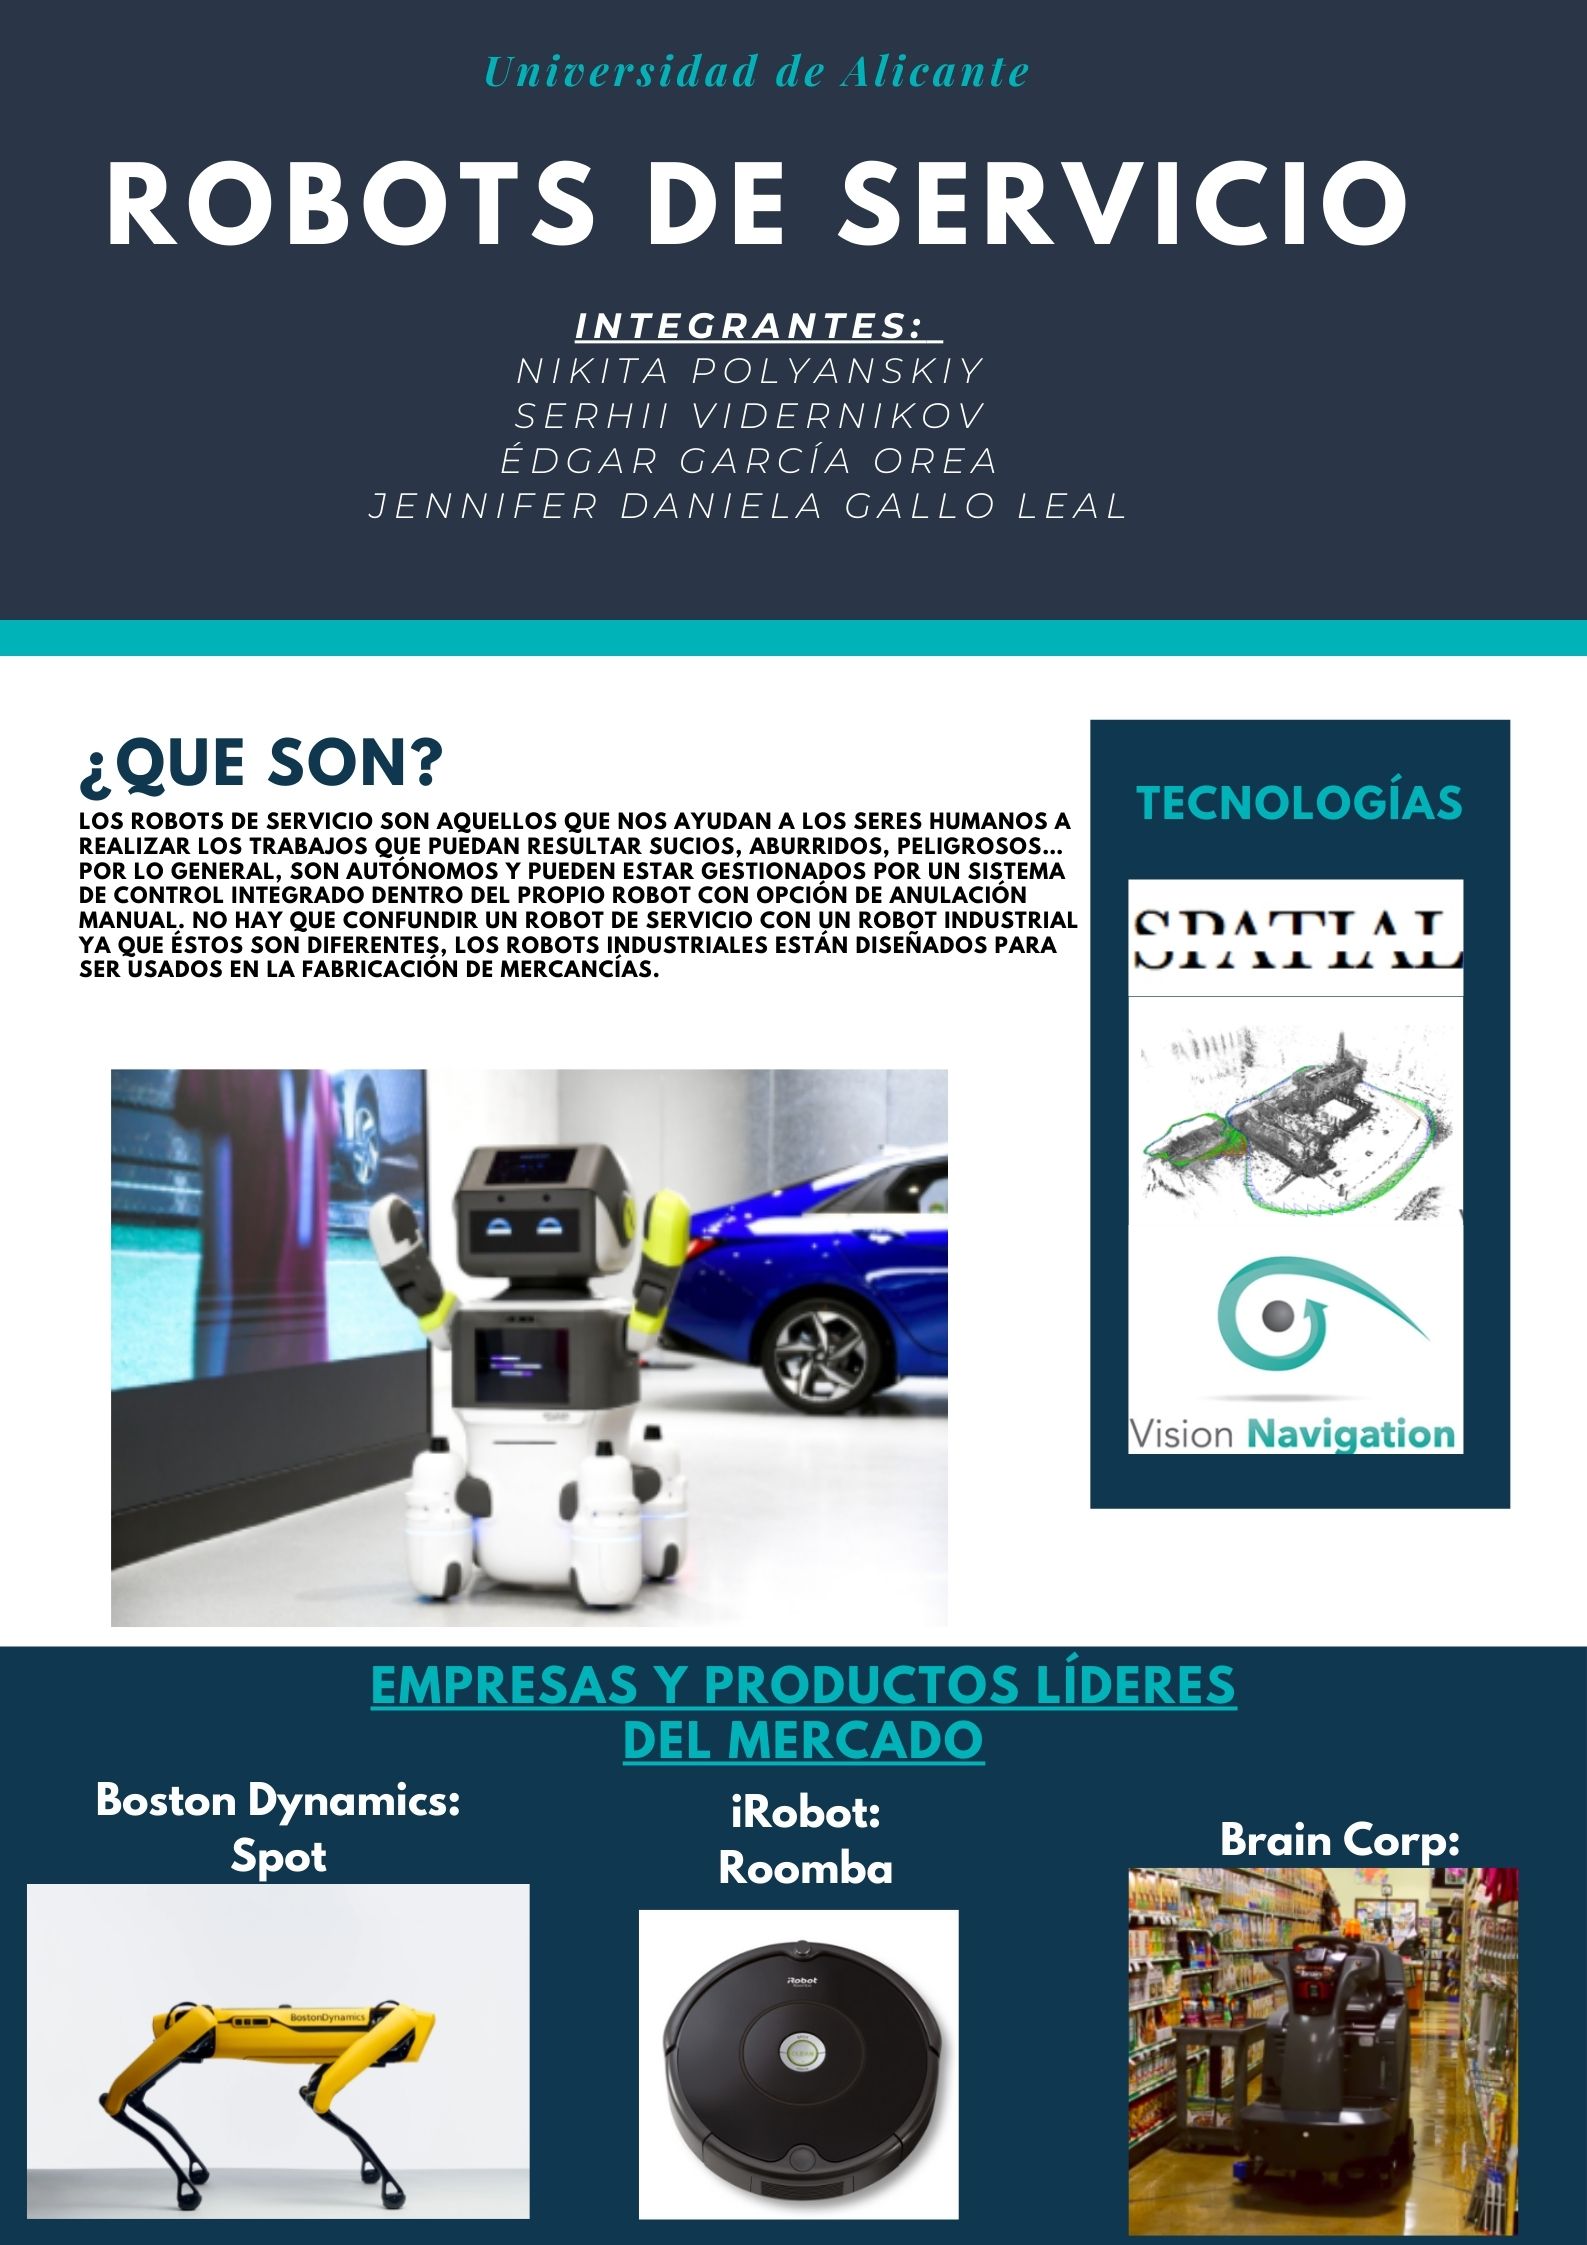 Universidad de Alicante
ROBOTS DE SERVICIO
INTEGRANTES:
NIKITA POLYANSKIY
SERHII VIDERNIKOV
ÉDGAR GARCÍA OREA
JENNIFER DANIELA GALLO LEAL
¿QUE SON?
LOS ROBOTS DE SERVICIO SON AQUELLOS QUE NOS AYUDAN A LOS SERES HUMANOS A
REALIZAR LOS TRABAJOS QUE PUEDAN RESULTAR SUCIOS, ABURRIDOS, PELIGROSOS...
POR LO GENERAL, SON AUTÓNOMOS Y PUEDEN ESTAR GESTIONADOS POR UN SISTEMA
DE CONTROL INTEGRADO DENTRO DEL PROPIO ROBOT CON OPCIÓN DE ANULACIÓN
MANUAL. NO HAY QUE CONFUNDIR UN ROBOT DE SERVICIO CON UN ROBOT INDUSTRIAL
YA QUE ÉSTOS SON DIFERENTES, LOS ROBOTS INDUSTRIALES ESTÁN DISEÑADOS PARA
SER USADOS EN LA FABRICACIÓN DE MERCANCÍAS.
TECNOLOGÍAS
SPATIAL
Vision Navigation
EMPRESAS Y PRODUCTOS LÍDERES
DEL MERCADO
Boston Dynamics:
Spot
BostonDynamics
iRobot:
Roomba
iRobot
CLEAN
Brain Corp: